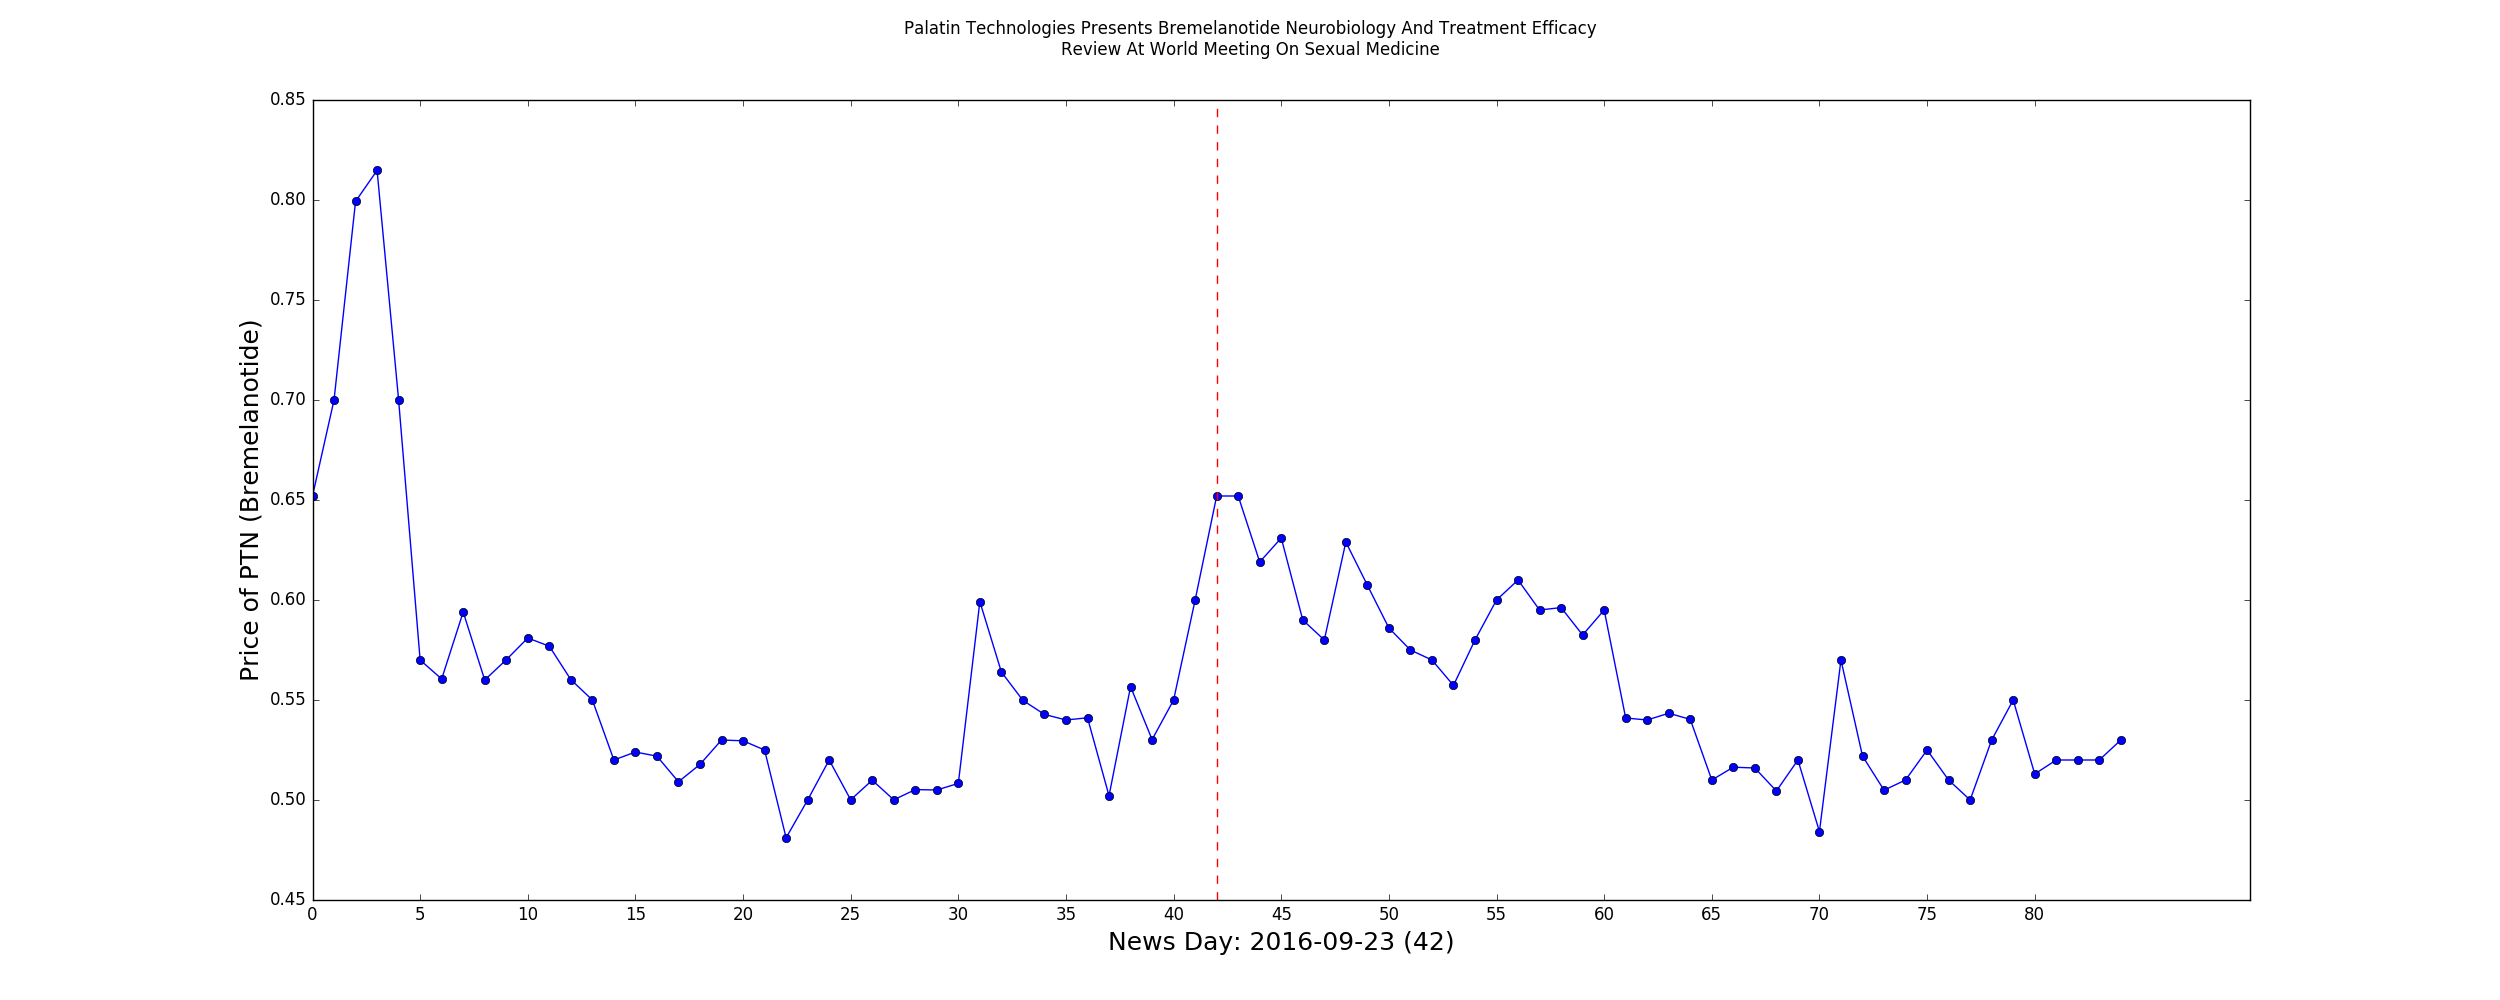 Palatin Technologies Presents Bremelanotide Neurobiology And Treatment Efficacy
Review At World Meeting On Sexual Medicine
Price of PTN (Bremelanotide)
0.85
0.80
0.75
0.70
0.65
0.60
0.55
0.50
0.45
0 5 10 15 20 25 30 35 40 45 50 55 60 65 70 75 80
News Day: 2016-09-23 (42)